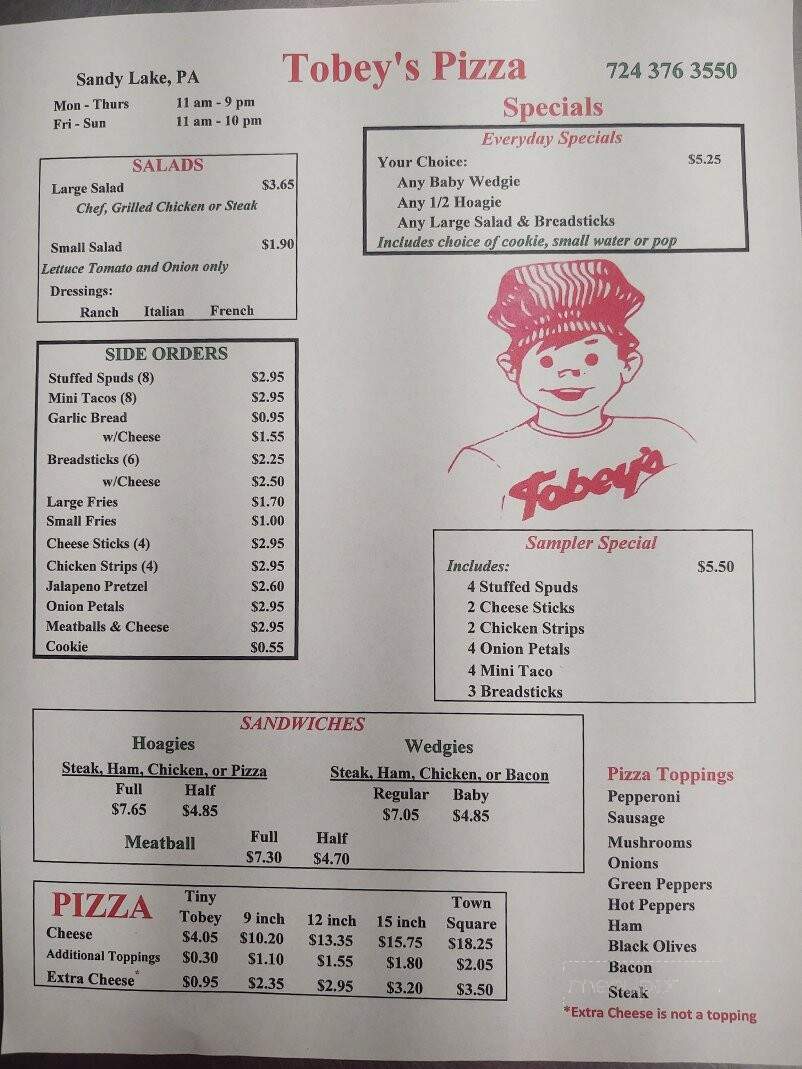 Sandy Lake, PA
Tobey's Pizza
724 376 3550
Mon - Thurs 11 am - 9 pm
Fri - Sun 11 am - 10 pm
Specials
Everyday Specials
Your Choice: $5.25
Any Baby Wedgie
Any 1/2 Hoagie
Any Large Salad & Breadsticks
Includes choice of cookie, small water or pop
SALADS
Large Salad $3.65
Chef, Grilled Chicken or Steak
Small Salad $1.90
Lettuce Tomato and Onion only
Dressings:
Ranch Italian French
SIDE ORDERS
Stuffed Spuds (8) $2.95
Mini Tacos (8) $2.95
Garlic Bread $0.95
w/Cheese $1.55
Breadsticks (6) $2.25
w/Cheese $2.50
Large Fries $1.70
Small Fries $1.00
Cheese Sticks (4) $2.95
Chicken Strips (4) $2.95
Jalapeno Pretzel $2.60
Onion Petals $2.95
Meatballs & Cheese $2.95
Cookie $0.55
Tobey's
Sampler Special
Includes: $5.50
4 Stuffed Spuds
2 Cheese Sticks
2 Chicken Strips
4 Onion Petals
4 Mini Taco
3 Breadsticks
SANDWICHES
Hoagies
Steak, Ham, Chicken, or Pizza
Full Half
$7.65 $4.85
Wedgies
Steak, Ham, Chicken, or Bacon
Regular Baby
$7.05 $4.85
Meatball Full Half
$7.30 $4.70
PIZZA Tiny Tobey 9 inch 12 inch 15 inch Town Square
Cheese $4.05 $10.20 $13.35 $15.75 $18.25
Additional Toppings $0.30 $1.10 $1.55 $1.80 $2.05
Extra Cheese* $0.95 $2.35 $2.95 $3.20 $3.50
Pizza Toppings
Pepperoni
Sausage
Mushrooms
Onions
Green Peppers
Hot Peppers
Ham
Black Olives
Bacon
Steak
*Extra Cheese is not a topping